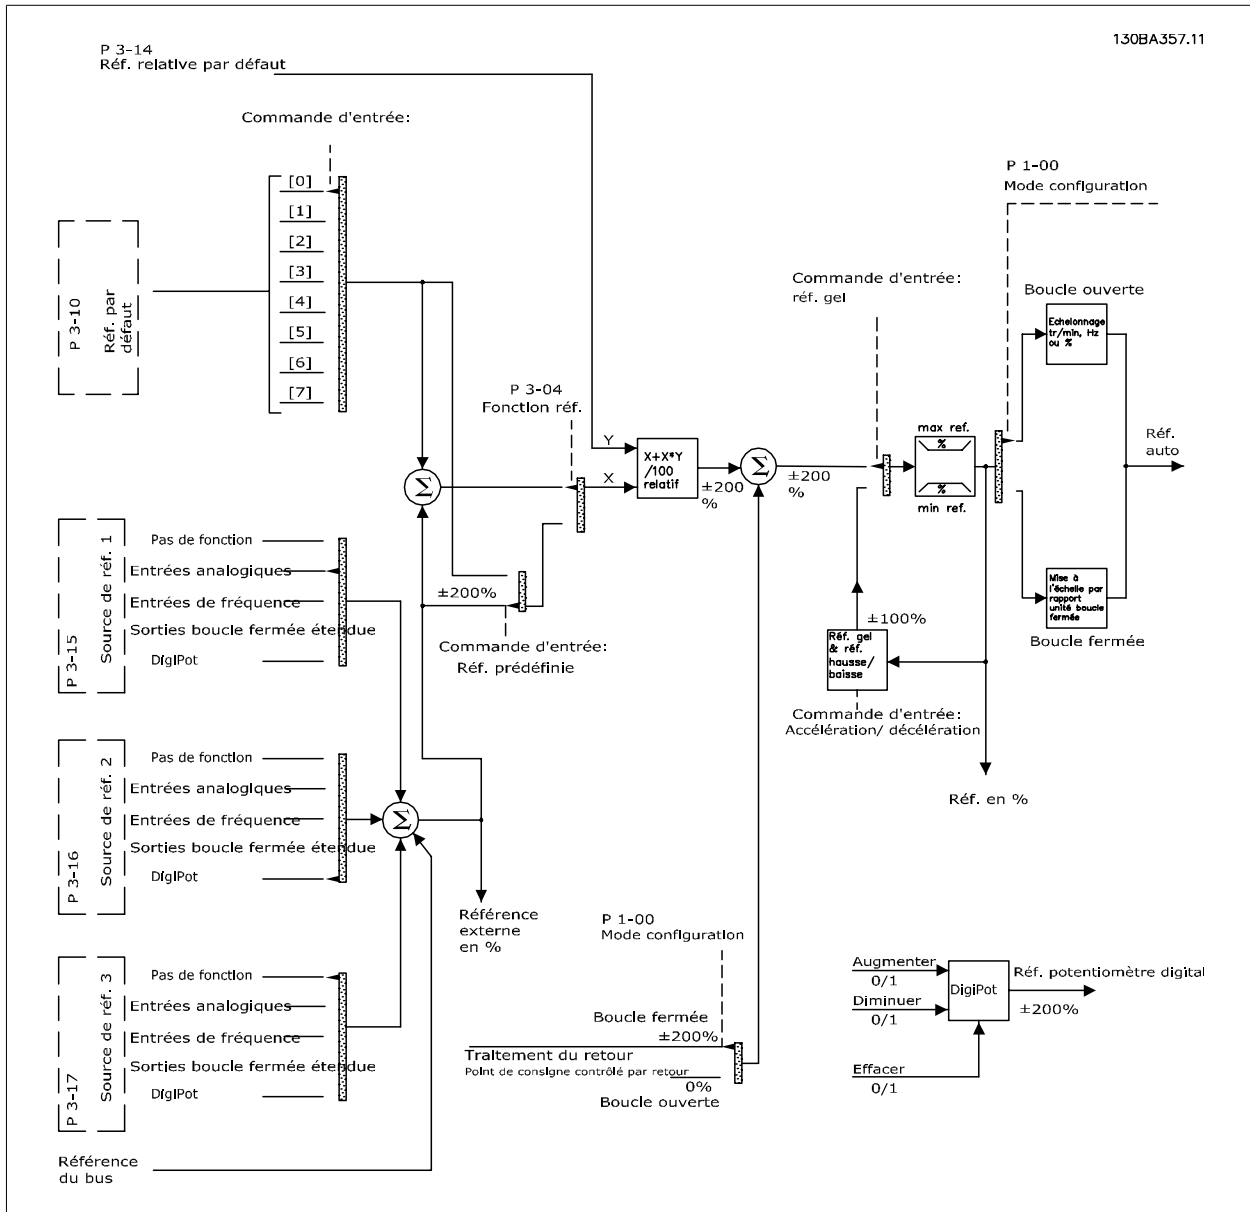 130BA357.11
P 3-14
Réf. relative par défaut
Commande d'entrée:
P 1-00
Mode configuration
[0]
[1]
[2]
[3]
[4]
[5]
[6]
[7]
P 3-10
Réf. par
défaut
Commande d'entrée:
réf. gel
Boucle ouverte
Echelonnage
tr/min, Hz
ou %
P 3-04
Fonction réf.
Y
X
X+X*Y
/100
relatif
±200
%
Σ
±200
%
max ref.
%
%
min ref.
Réf.
auto
Σ
P 3-15
Source de réf. 1
Pas de fonction
Entrées analogiques
Entrées de fréquence
Sorties boucle fermée étendue
DigiPot
±200%
Commande d'entrée:
Réf. prédéfinie
±100%
Réf. gel
& réf.
hausse/
baisse
Commande d'entrée:
Accélération/ décélération
Mise à
l'échelle par
rapport
unité boucle
fermée
Boucle fermée
Réf. en %
P 3-16
Source de réf. 2
Pas de fonction
Entrées analogiques
Entrées de fréquence
Sorties boucle fermée étendue
DigiPot
Σ
Référence
externe
en %
P 1-00
Mode configuration
P 3-17
Source de réf. 3
Pas de fonction
Entrées analogiques
Entrées de fréquence
Sorties boucle fermée étendue
DigiPot
Boucle fermée
±200%
Traitement du retour
Point de consigne contrôlé par retour
0%
Boucle ouverte
Augmenter
0/1
Diminuer
0/1
DigiPot
Réf. potentiomètre digital
±200%
Effacer
0/1
Référence
du bus